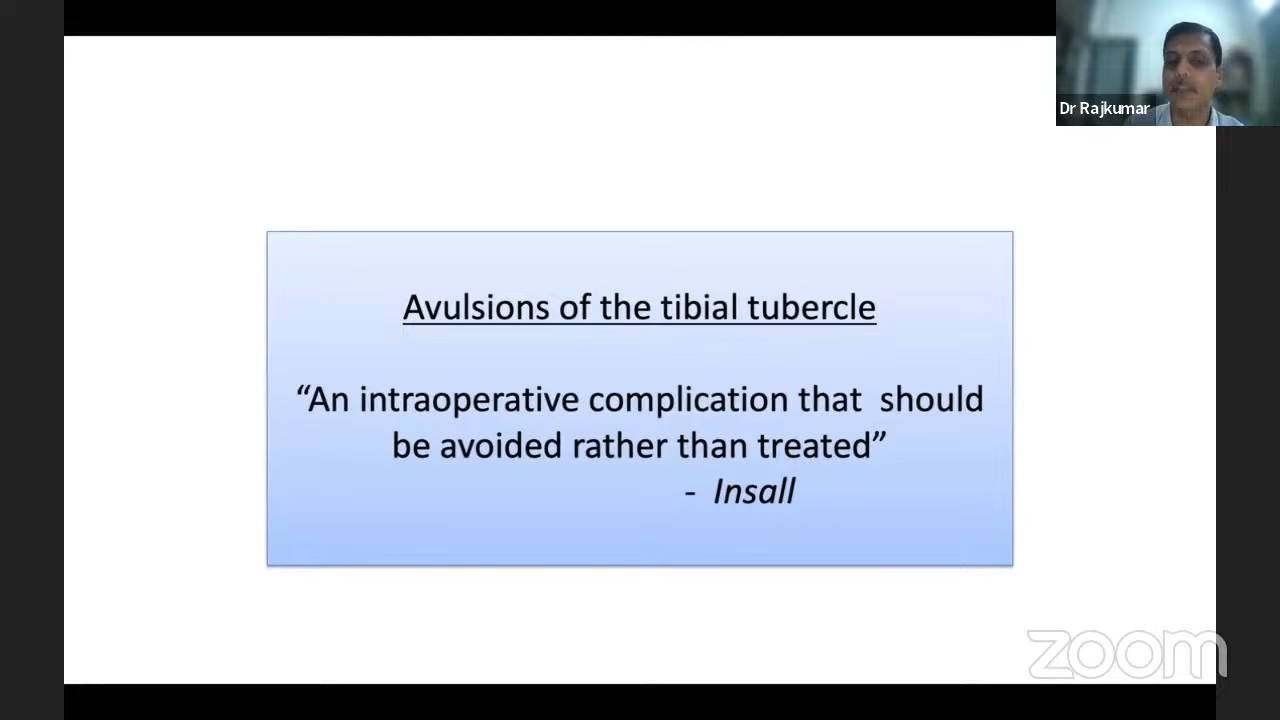 Dr Rajkumar
Avulsions of the tibial tubercle
“An intraoperative complication that  should
be avoided rather than treated”
- Insall
zoom